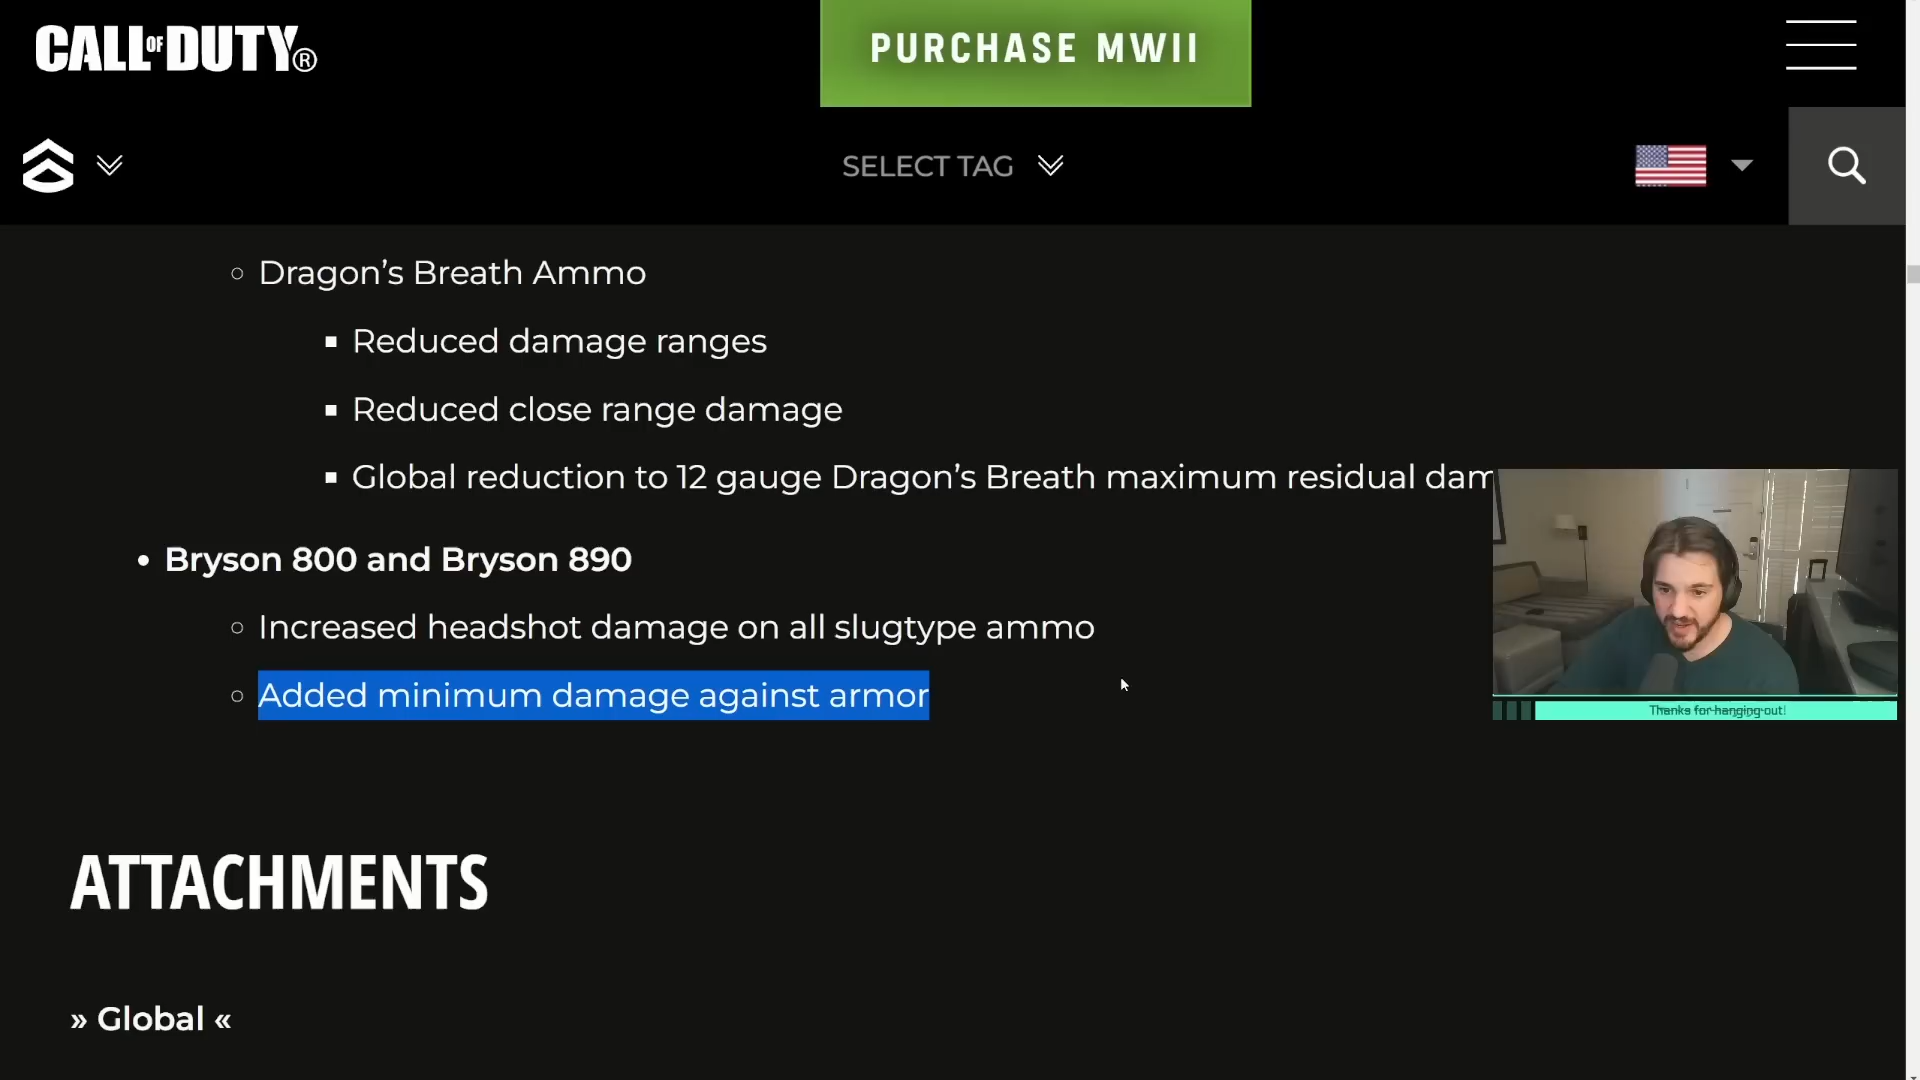 CALL OF DUTY®
PURCHASE MWII
SELECT TAG
Dragon’s Breath Ammo
Reduced damage ranges
Reduced close range damage
Global reduction to 12 gauge Dragon’s Breath maximum residual
Bryson 800 and Bryson 890
Increased headshot damage on all slugtype ammo
Added minimum damage against armor
Thanks for hanging out!
ATTACHMENTS
» Global «